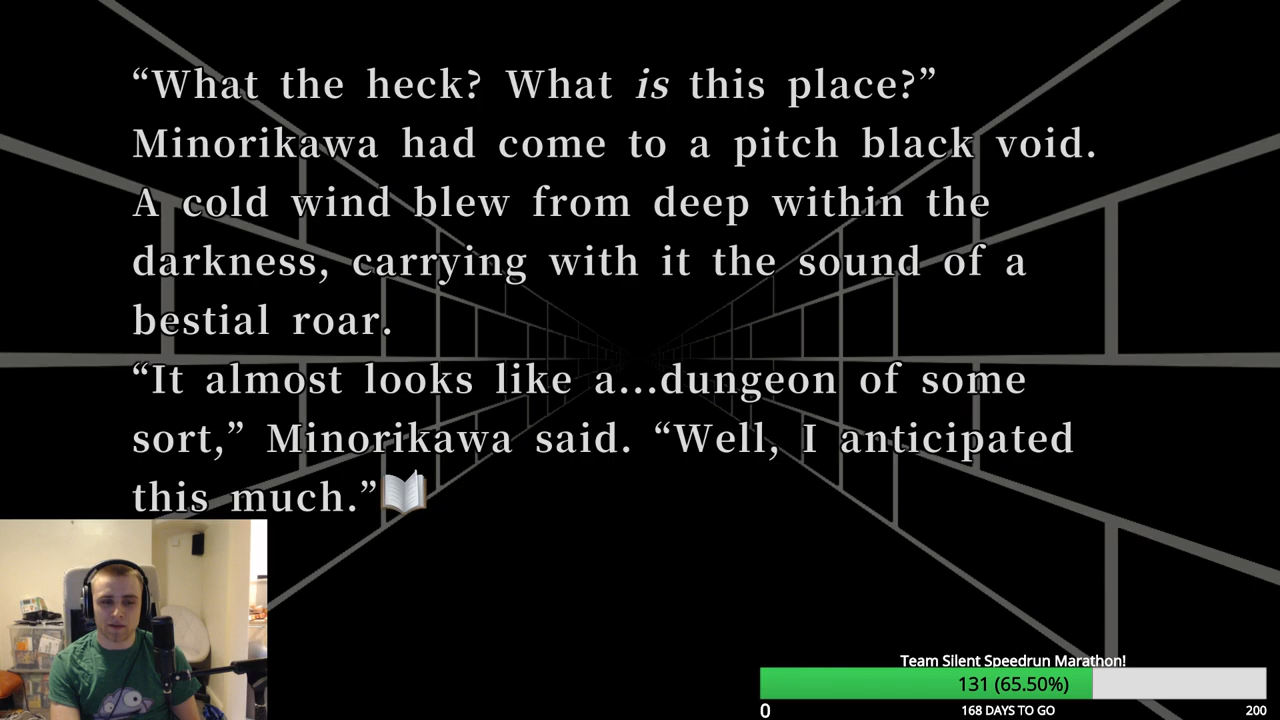 “What the heck? What is this place?”
Minorikawa had come to a pitch black void.
A cold wind blew from deep within the
darkness, carrying with it the sound of a
bestial roar.
“It almost looks like a...dungeon of some
sort,” Minorikawa said. “Well, I anticipated
this much.”
Team Silent Speedrun Marathon!
131 (65.50%)
0 168 DAYS TO GO 200